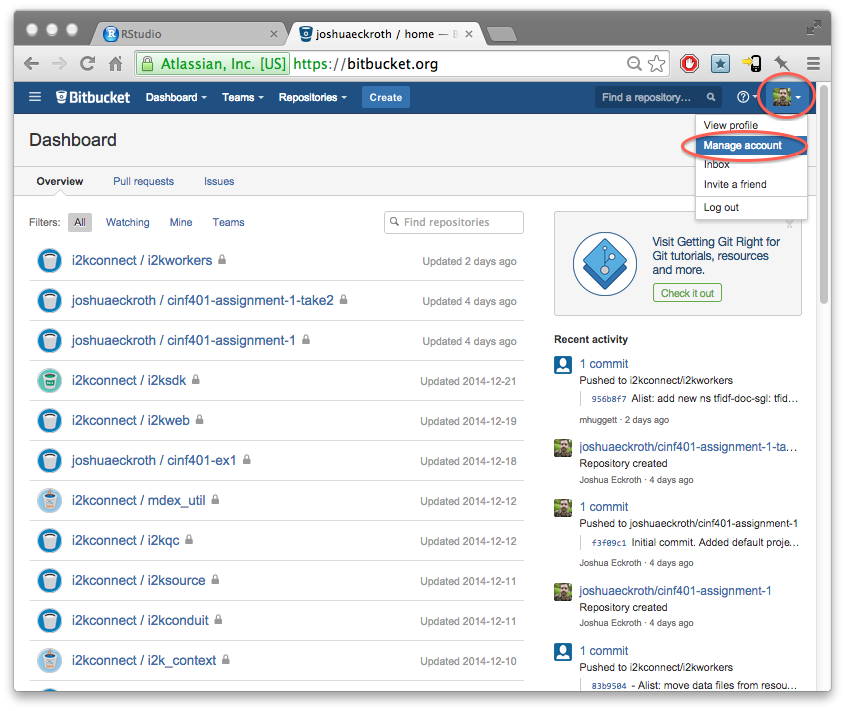 RStudio
joshuaeckroth / home — B
Atlassian, Inc. [US] https://bitbucket.org
Bitbucket Dashboard Teams Repositories Create Find a repository...
View profile
Manage account
Inbox
Invite a friend
Log out
Dashboard
Overview Pull requests Issues
Filters: All Watching Mine Teams Find repositories
i2kconnect / i2kworkers Updated 2 days ago
joshuaeckroth / cinf401-assignment-1-take2 Updated 4 days ago
joshuaeckroth / cinf401-assignment-1 Updated 4 days ago
i2kconnect / i2ksdk Updated 2014-12-21
i2kconnect / i2kweb Updated 2014-12-19
joshuaeckroth / cinf401-ex1 Updated 2014-12-18
i2kconnect / mdex_util Updated 2014-12-12
i2kconnect / i2kqc Updated 2014-12-12
i2kconnect / i2ksource Updated 2014-12-11
i2kconnect / i2kconduit Updated 2014-12-11
i2kconnect / i2k_context Updated 2014-12-10
Visit Getting Git Right for
Git tutorials, resources
and more.
Check it out
Recent activity
1 commit
Pushed to i2kconnect/i2kworkers
956b8f7 Alist: add new ns tfidf-doc-sgl: tfid...
mhuggett · 2 days ago
joshuaeckroth/cinf401-assignment-1-ta...
Repository created
Joshua Eckroth · 4 days ago
1 commit
Pushed to joshuaeckroth/cinf401-assignment-1
f3f09c1 Initial commit. Added default proje...
Joshua Eckroth · 4 days ago
joshuaeckroth/cinf401-assignment-1
Repository created
Joshua Eckroth · 4 days ago
1 commit
Pushed to i2kconnect/i2kworkers
83b9504 - Alist: move data files from resou...